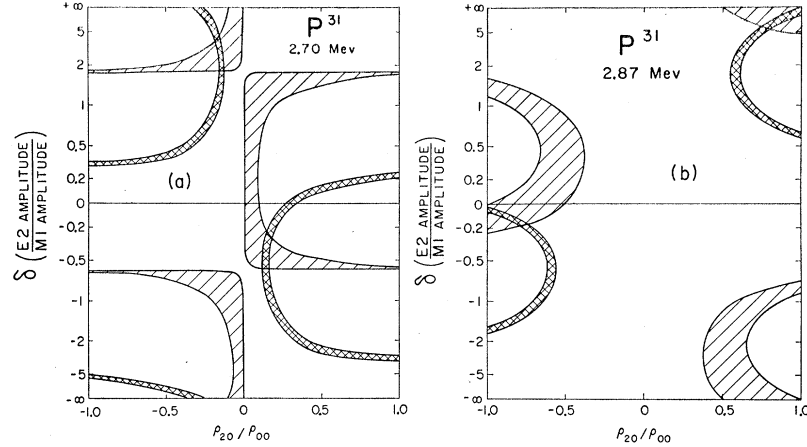 +∞
5
2
1
0.5
0.2
0
-0.2
-0.5
-1
-2
-5
-∞
δ (E2 AMPLITUDE / M1 AMPLITUDE)
P 31
2.70 Mev
(a)
-1.0 -0.5 0 0.5 1.0
ρ20/ρ00
+∞
5
2
1
0.5
0.2
0
-0.2
-0.5
-1
-2
-5
-∞
δ (E2 AMPLITUDE / M1 AMPLITUDE)
P 31
2.87 Mev
(b)
-1.0 -0.5 0 0.5 1.0
ρ20/ρ00